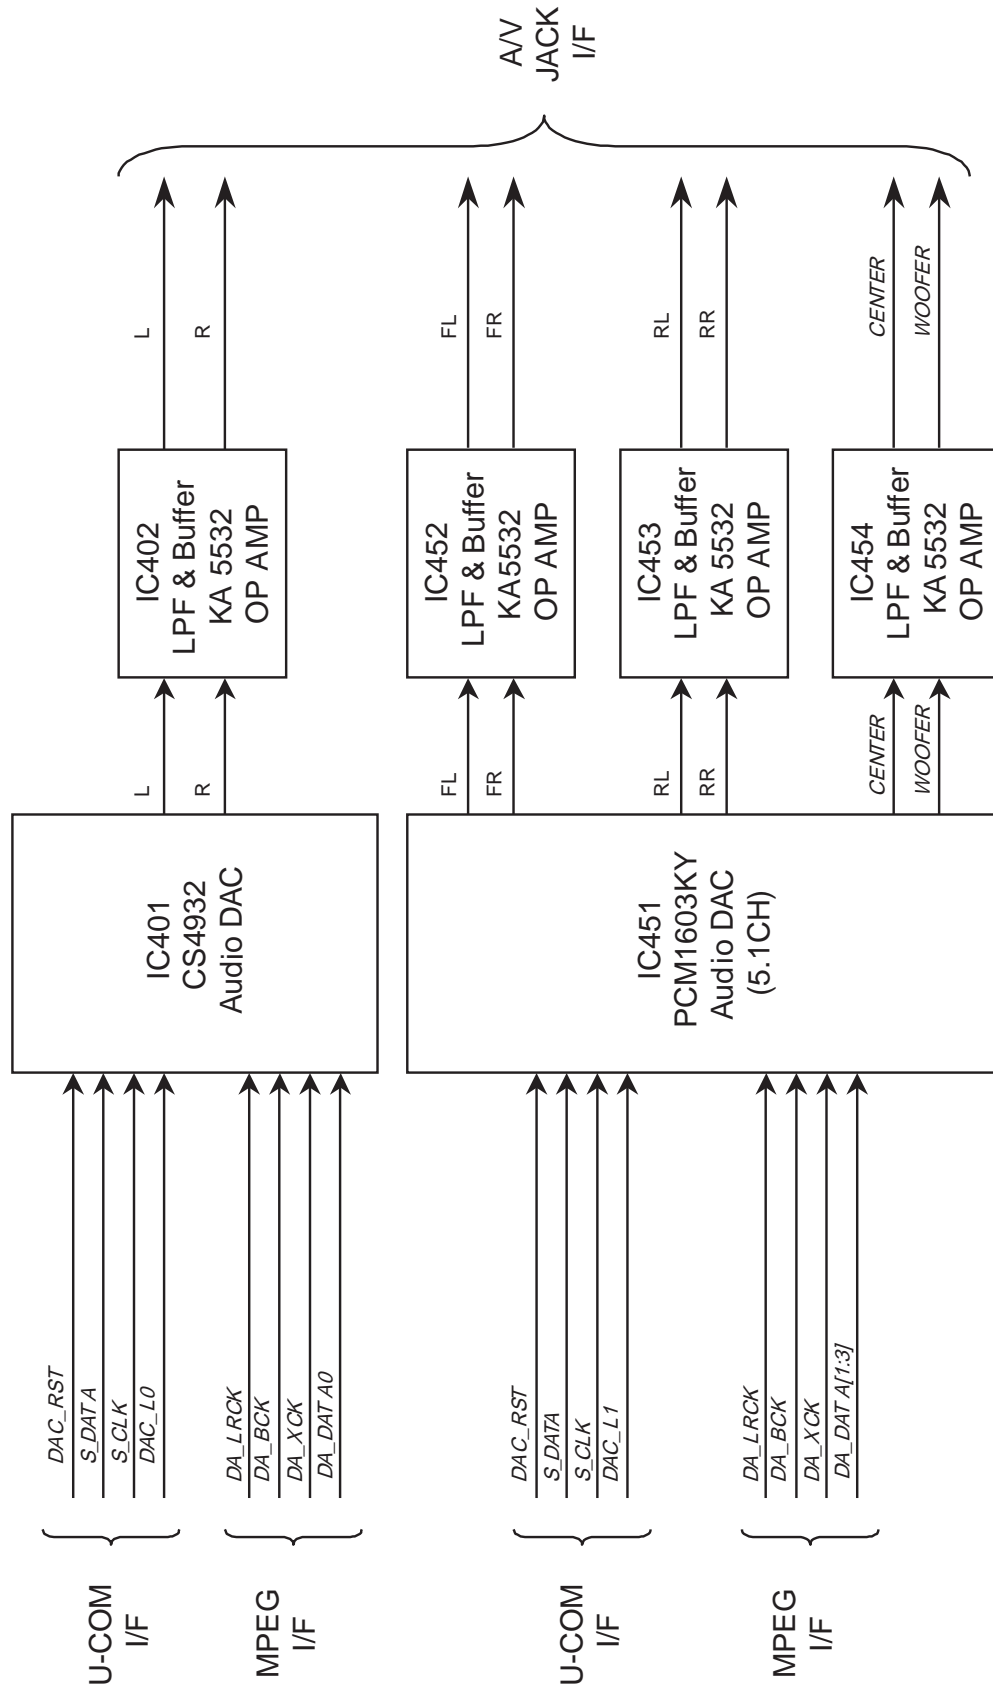 U-COM
I/F
DAC_RST
S_DAT A
S_CLK
DAC_L0
MPEG
I/F
DA_LRCK
DA_BCK
DA_XCK
DA_DAT A0
IC401
CS4932
Audio DAC
L
R
IC402
LPF & Buffer
KA 5532
OP AMP
L
R
U-COM
I/F
DAC_RST
S_DATA
S_CLK
DAC_L1
MPEG
I/F
DA_LRCK
DA_BCK
DA_XCK
DA_DAT A[1:3]
IC451
PCM1603KY
Audio DAC
(5.1CH)
FL
FR
IC452
LPF & Buffer
KA5532
OP AMP
FL
FR
RL
RR
IC453
LPF & Buffer
KA 5532
OP AMP
RL
RR
CENTER
WOOFER
IC454
LPF & Buffer
KA 5532
OP AMP
CENTER
WOOFER
A/V
JACK
I/F